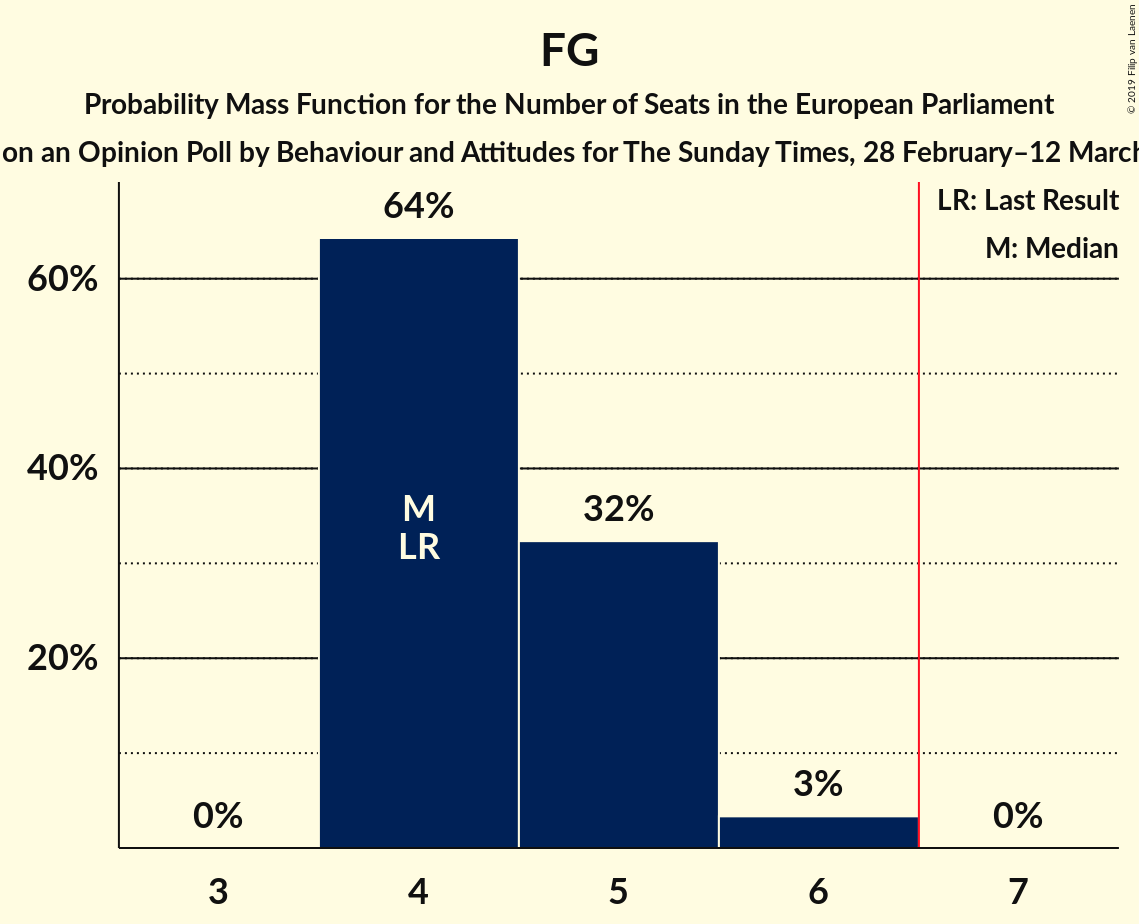 FG
Probability Mass Function for the Number of Seats in the European Parliament
on an Opinion Poll by Behaviour and Attitudes for The Sunday Times, 28 February–12 March
© 2019 Filip van Laenen
LR: Last Result
M: Median
64%
60%
40%
M
LR
32%
20%
0%
3%
0%
3
4
5
6
7